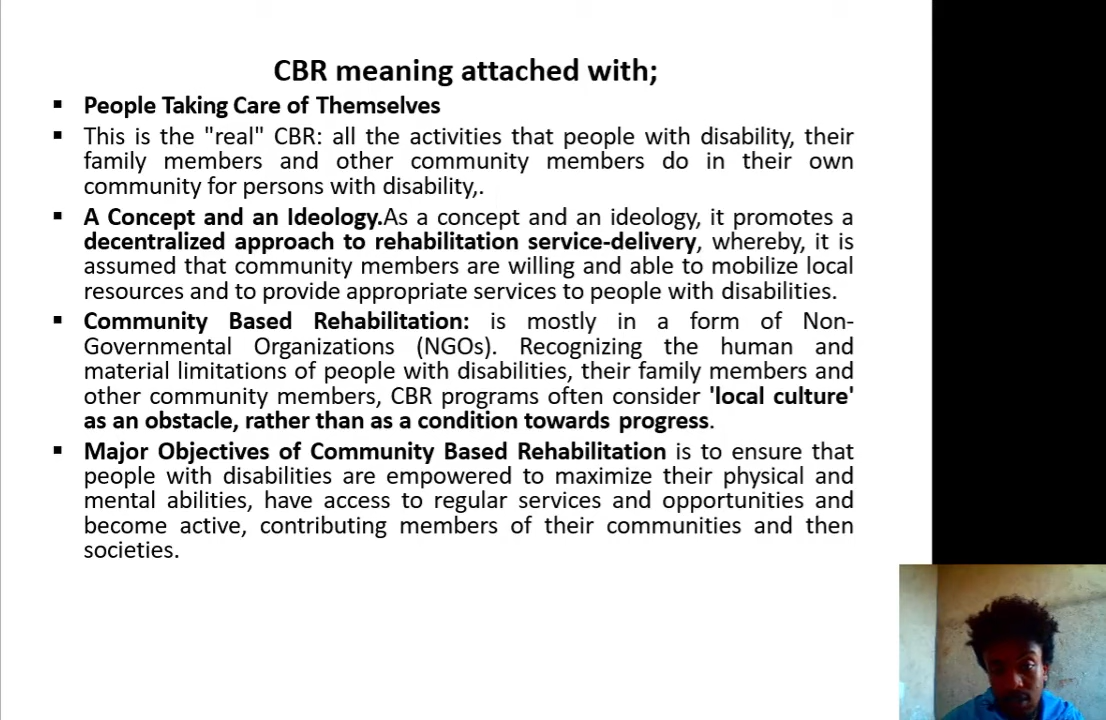 CBR meaning attached with;
▪ People Taking Care of Themselves
▪ This is the "real" CBR: all the activities that people with disability, their
family members and other community members do in their own
community for persons with disability,.
▪ A Concept and an Ideology.As a concept and an ideology, it promotes a
decentralized approach to rehabilitation service-delivery, whereby, it is
assumed that community members are willing and able to mobilize local
resources and to provide appropriate services to people with disabilities.
▪ Community Based Rehabilitation: is mostly in a form of Non-
Governmental Organizations (NGOs). Recognizing the human and
material limitations of people with disabilities, their family members and
other community members, CBR programs often consider 'local culture'
as an obstacle, rather than as a condition towards progress.
▪ Major Objectives of Community Based Rehabilitation is to ensure that
people with disabilities are empowered to maximize their physical and
mental abilities, have access to regular services and opportunities and
become active, contributing members of their communities and then
societies.